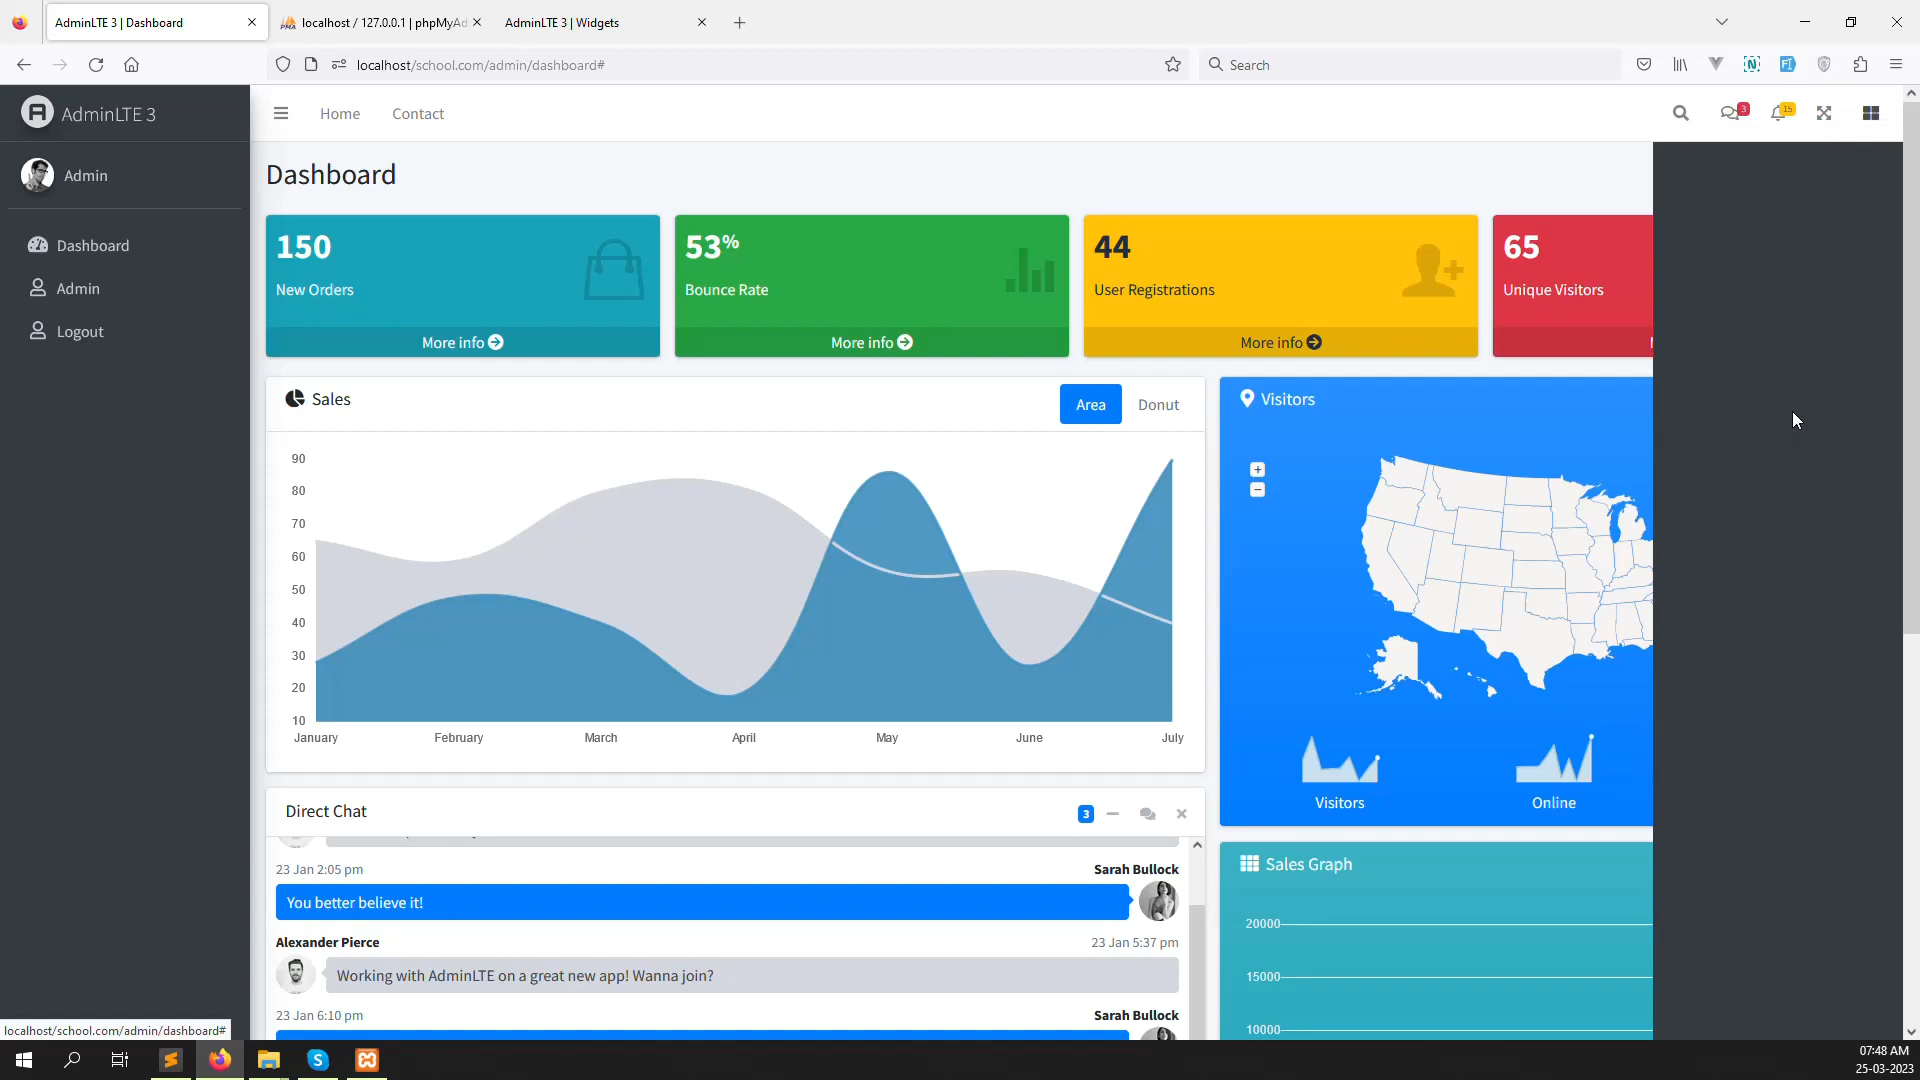 AdminLTE 3 | Dashboard
localhost / 127.0.0.1 | phpMyAd
AdminLTE 3 | Widgets
localhost/school.com/admin/dashboard#
Search
AdminLTE 3
Home
Contact
3
15
Admin
Dashboard
Admin
Logout
Dashboard
150
New Orders
More info
53%
Bounce Rate
More info
44
User Registrations
More info
65
Unique Visitors
Sales
Area
Donut
90
80
70
60
50
40
30
20
10
January
February
March
April
May
June
July
Visitors
+
−
Visitors
Online
Direct Chat
3
23 Jan 2:05 pm
Sarah Bullock
You better believe it!
Alexander Pierce
23 Jan 5:37 pm
Working with AdminLTE on a great new app! Wanna join?
23 Jan 6:10 pm
Sarah Bullock
Sales Graph
20000
15000
10000
localhost/school.com/admin/dashboard#
07:48 AM
25-03-2023